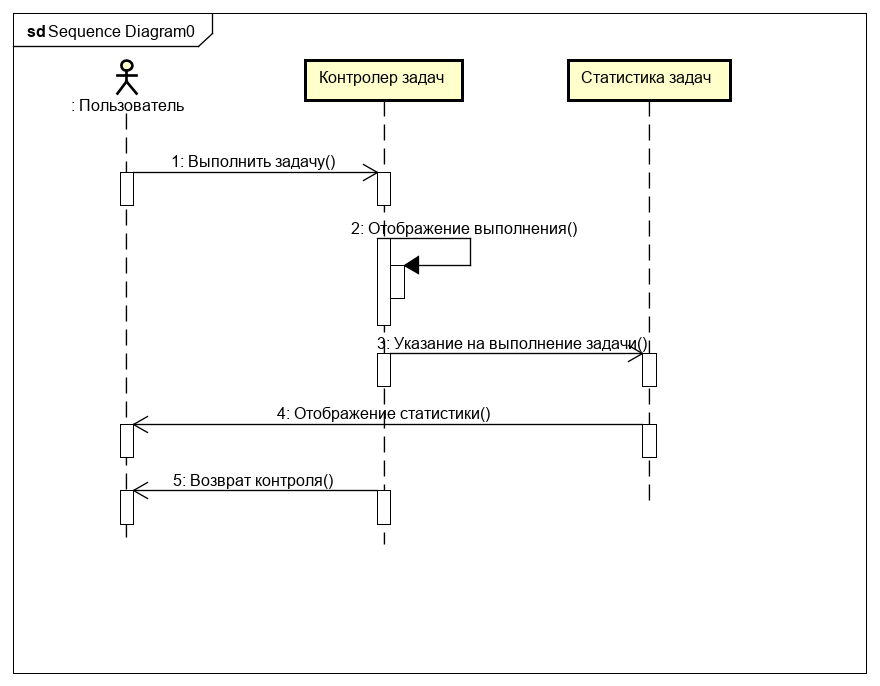 sd Sequence Diagram0
: Пользователь
Контролер задач
Статистика задач
1: Выполнить задачу()
2: Отображение выполнения()
3: Указание на выполнение задачи()
4: Отображение статистики()
5: Возврат контроля()